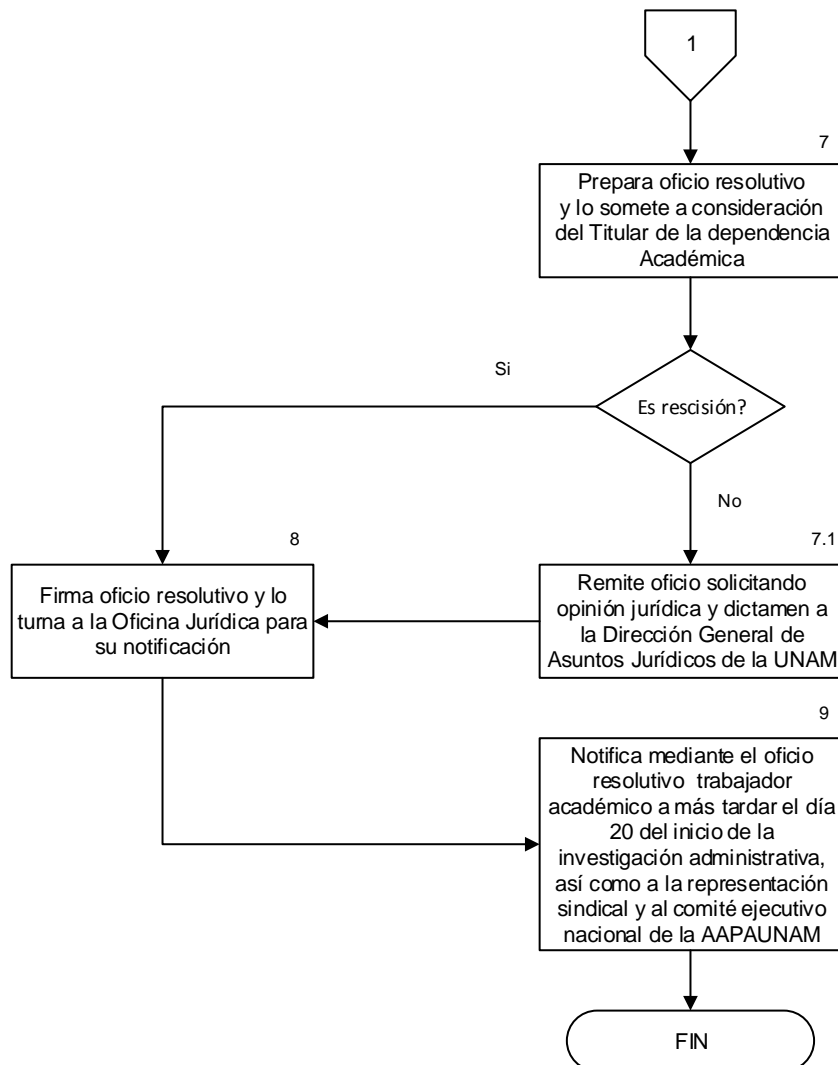 1
7
Prepara oficio resolutivo
y lo somete a consideración
del Titular de la dependencia
Académica
Si
Es rescisión?
No
8
7.1
Firma oficio resolutivo y lo
turna a la Oficina Jurídica para
su notificación
Remite oficio solicitando
opinión jurídica y dictamen a
la Dirección General de
Asuntos Jurídicos de la UNAM
9
Notifica mediante el oficio
resolutivo trabajador
académico a más tardar el día
20 del inicio de la
investigación administrativa,
así como a la representación
sindical y al comité ejecutivo
nacional de la AAPAUNAM
FIN